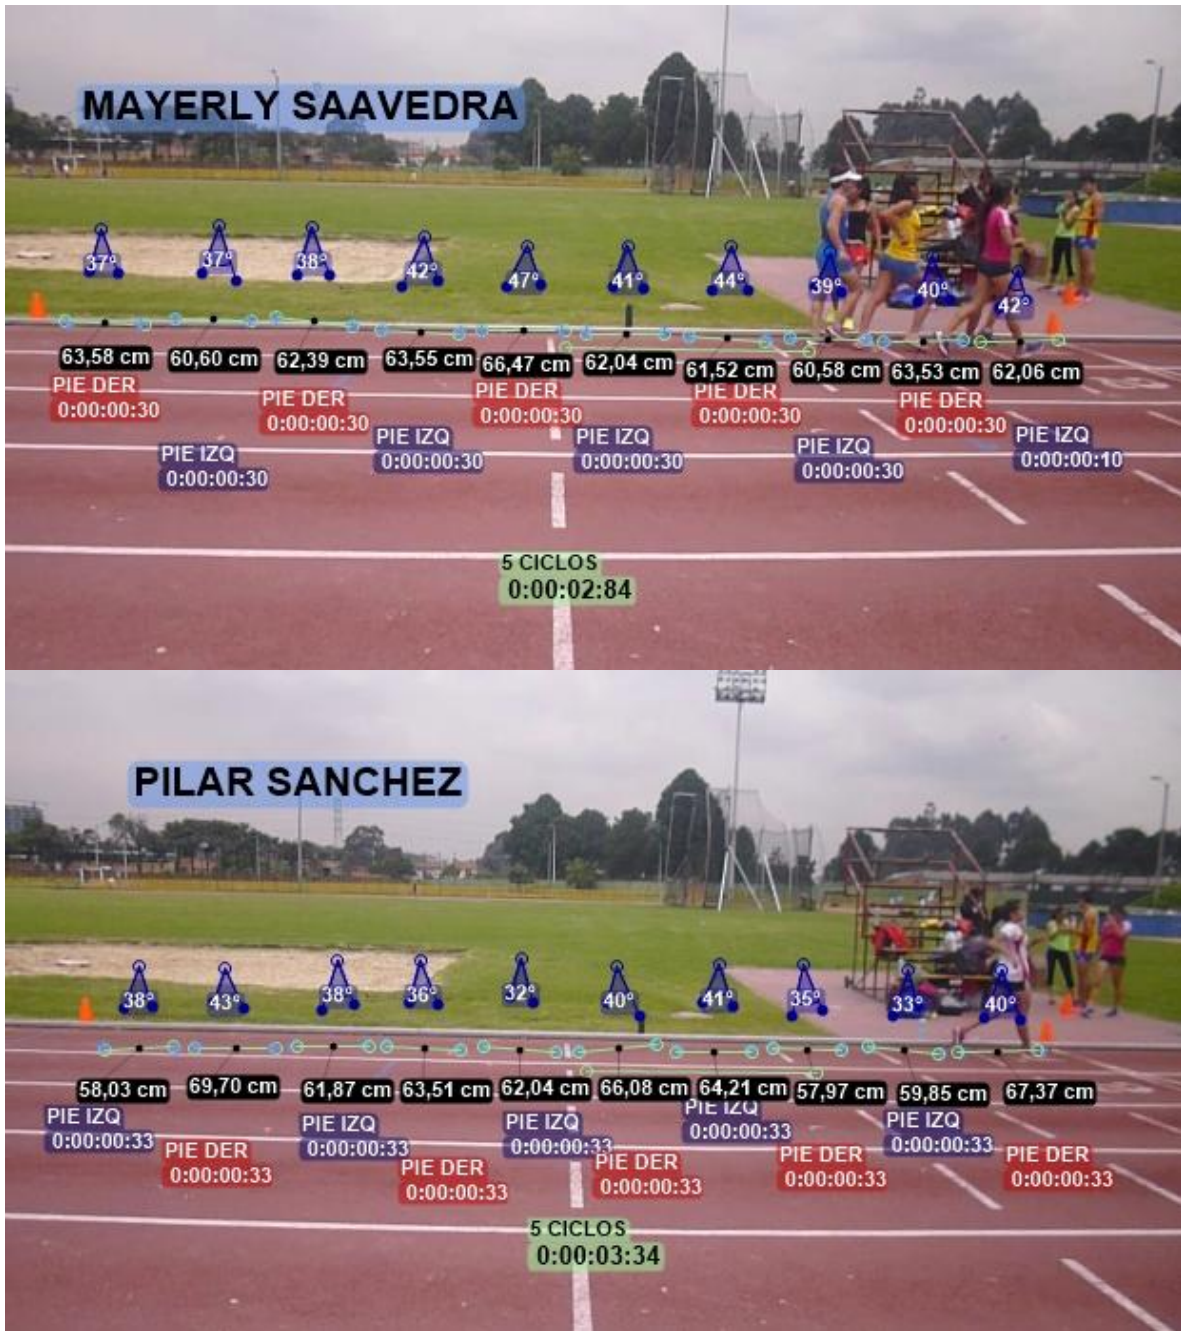 MAYERLY SAAVEDRA
37° 37° 38° 42° 47° 41° 44° 39° 40° 42°
63,58 cm 60,60 cm 62,39 cm 63,55 cm 66,47 cm 62,04 cm 61,52 cm 60,58 cm 63,53 cm 62,06 cm
PIE DER PIE DER PIE DER PIE DER PIE DER
0:00:00:30 0:00:00:30 0:00:00:30 0:00:00:30 0:00:00:30
PIE IZQ PIE IZQ PIE IZQ PIE IZQ PIE IZQ
0:00:00:30 0:00:00:30 0:00:00:30 0:00:00:30 0:00:00:10
5 CICLOS
0:00:02:84
PILAR SANCHEZ
38° 43° 38° 36° 32° 40° 41° 35° 33° 40°
58,03 cm 69,70 cm 61,87 cm 63,51 cm 62,04 cm 66,08 cm 64,21 cm 57,97 cm 59,85 cm 67,37 cm
PIE IZQ PIE IZQ PIE IZQ PIE IZQ PIE IZQ
0:00:00:33 0:00:00:33 0:00:00:33 0:00:00:33 0:00:00:33
PIE DER PIE DER PIE DER PIE DER PIE DER
0:00:00:33 0:00:00:33 0:00:00:33 0:00:00:33 0:00:00:33
5 CICLOS
0:00:03:34